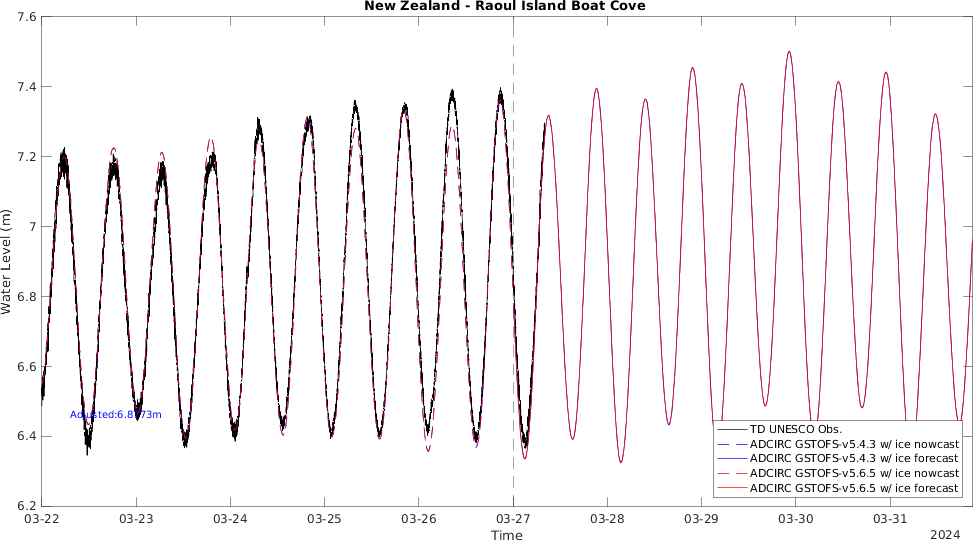 New Zealand - Raoul Island Boat Cove
7.6
7.4
7.2
7
6.8
6.6
6.4
6.2
Water Level (m)
03-22
03-23
03-24
03-25
03-26
03-27
03-28
03-29
03-30
03-31
Time
2024
TD UNESCO Obs.
ADCIRC GSTOFS-v5.4.3 w/ ice nowcast
ADCIRC GSTOFS-v5.4.3 w/ ice forecast
ADCIRC GSTOFS-v5.6.5 w/ ice nowcast
ADCIRC GSTOFS-v5.6.5 w/ ice forecast